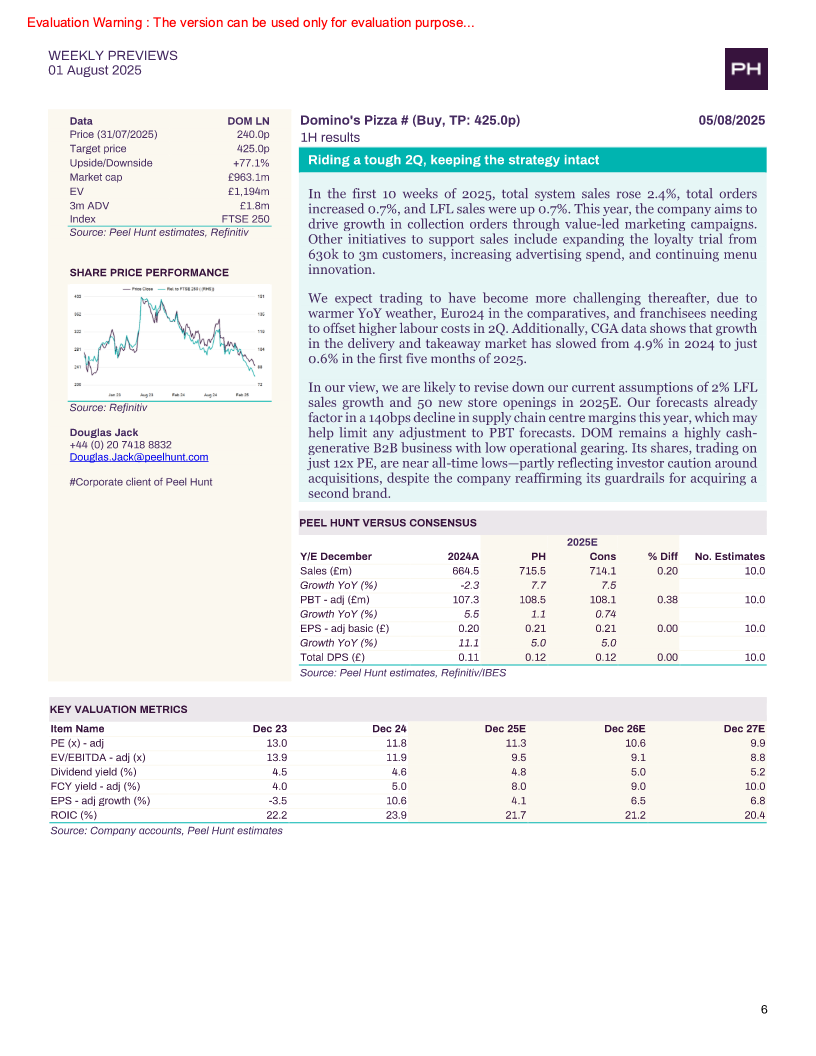 Evaluation Warning : The version can be used only for evaluation purpose...
WEEKLY PREVIEWS
01 August 2025
PH
Data DOM LN
Price (31/07/2025) 240.0p
Target price 425.0p
Upside/Downside +77.1%
Market cap £963.1m
EV £1,194m
3m ADV £1.8m
Index FTSE 250
Source: Peel Hunt estimates, Refinitiv
SHARE PRICE PERFORMANCE
Price Close
Jan 23 Aug 23 Feb 24 Aug 24 Feb 25
Source: Refinitiv
Douglas Jack
+44 (0) 20 7418 8832
Douglas.Jack@peelhunt.com
#Corporate client of Peel Hunt
Domino's Pizza # (Buy, TP: 425.0p) 05/08/2025
1H results
Riding a tough 2Q, keeping the strategy intact
In the first 10 weeks of 2025, total system sales rose 2.4%, total orders
increased 0.7%, and LFL sales were up 0.7%. This year, the company aims to
drive growth in collection orders through value-led marketing campaigns.
Other initiatives to support sales include expanding the loyalty trial from
630k to 3m customers, increasing advertising spend, and continuing menu
innovation.
We expect trading to have become more challenging thereafter, due to
warmer YoY weather, Euro24 in the comparatives, and franchisees needing
to offset higher labour costs in 2Q. Additionally, CGA data shows that growth
in the delivery and takeaway market has slowed from 4.9% in 2024 to just
0.6% in the first five months of 2025.
In our view, we are likely to revise down our current assumptions of 2% LFL
sales growth and 50 new store openings in 2025E. Our forecasts already
factor in a 140bps decline in supply chain centre margins this year, which may
help limit any adjustment to PBT forecasts. DOM remains a highly cash-
generative B2B business with low operational gearing. Its shares, trading on
just 12x PE, are near all-time lows—partly reflecting investor caution around
acquisitions, despite the company reaffirming its guardrails for acquiring a
second brand.
PEEL HUNT VERSUS CONSENSUS
2025E
Y/E December 2024A PH Cons % Diff No. Estimates
Sales (£m) 664.5 715.5 714.1 0.20 10.0
Growth YoY (%) -2.3 7.7 7.5
PBT - adj (£m) 107.3 108.5 108.1 0.38 10.0
Growth YoY (%) 5.5 1.1 0.74
EPS - adj basic (£) 0.20 0.21 0.21 0.00 10.0
Growth YoY (%) 11.1 5.0 5.0
Total DPS (£) 0.11 0.12 0.12 0.00 10.0
Source: Peel Hunt estimates, Refinitiv/IBES
KEY VALUATION METRICS
Item Name Dec 23 Dec 24 Dec 25E Dec 26E Dec 27E
PE (x) - adj 13.0 11.8 11.3 10.6 9.9
EV/EBITDA - adj (x) 13.9 11.9 9.5 9.1 8.8
Dividend yield (%) 4.5 4.6 4.8 5.0 5.2
FCY yield - adj (%) 4.0 5.0 8.0 9.0 10.0
EPS - adj growth (%) -3.5 10.6 4.1 6.5 6.8
ROIC (%) 22.2 23.9 21.7 21.2 20.4
Source: Company accounts, Peel Hunt estimates
6